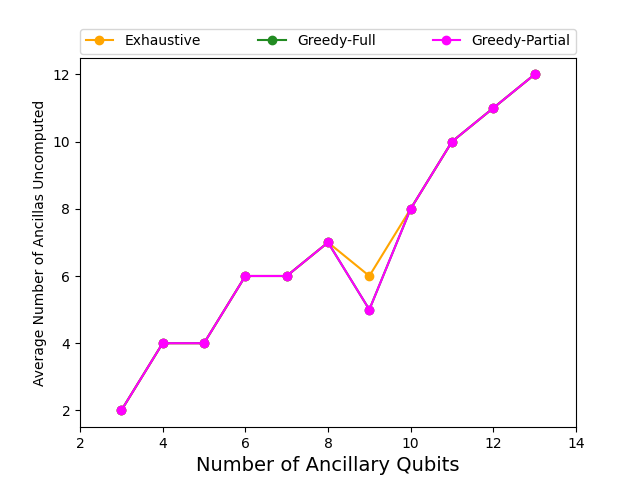 Exhaustive Greedy-Full Greedy-Partial
Average Number of Ancillas Uncomputed
12
10
8
6
4
2
2 4 6 8 10 12 14
Number of Ancillary Qubits